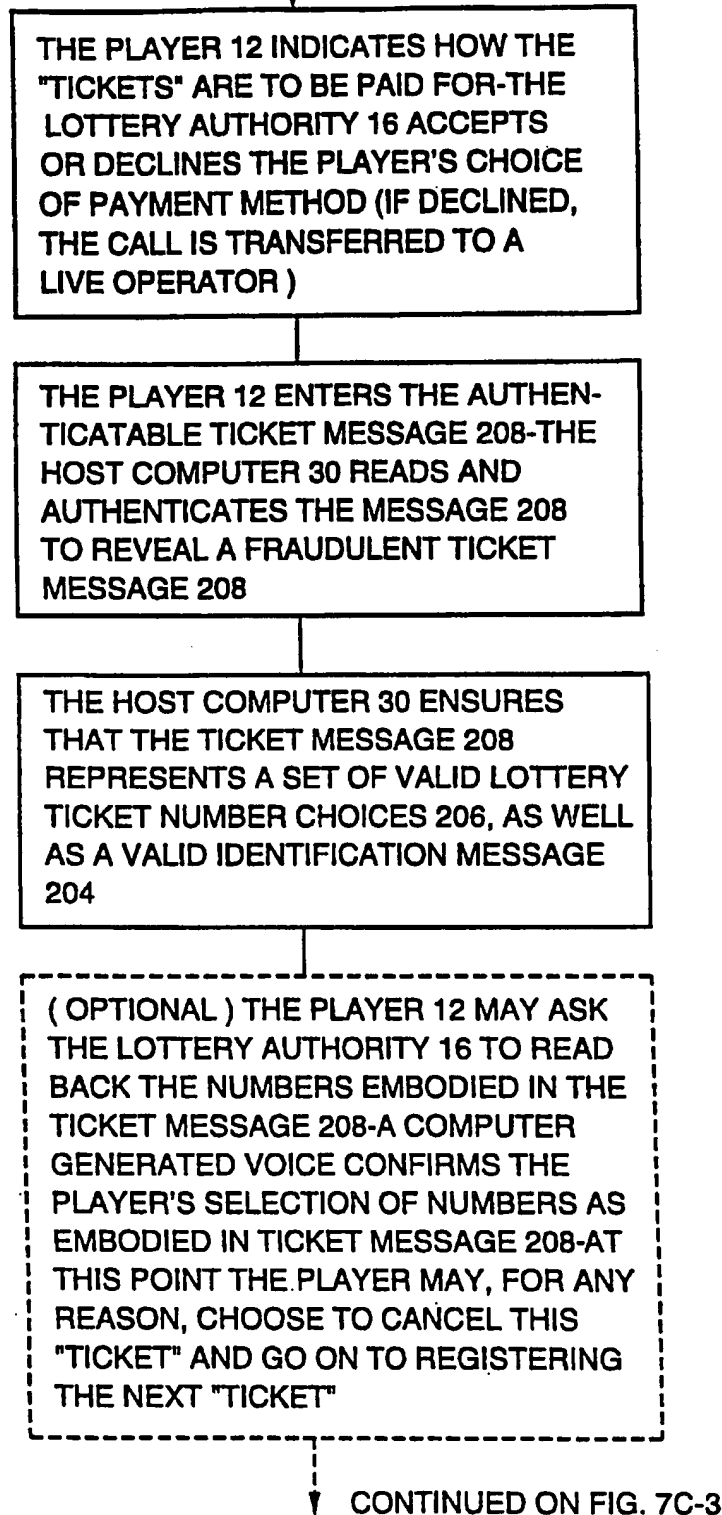 THE PLAYER 12 INDICATES HOW THE
"TICKETS" ARE TO BE PAID FOR-THE
LOTTERY AUTHORITY 16 ACCEPTS
OR DECLINES THE PLAYER'S CHOICE
OF PAYMENT METHOD (IF DECLINED,
THE CALL IS TRANSFERRED TO A
LIVE OPERATOR )
THE PLAYER 12 ENTERS THE AUTHEN-
TICATABLE TICKET MESSAGE 208-THE
HOST COMPUTER 30 READS AND
AUTHENTICATES THE MESSAGE 208
TO REVEAL A FRAUDULENT TICKET
MESSAGE 208
THE HOST COMPUTER 30 ENSURES
THAT THE TICKET MESSAGE 208
REPRESENTS A SET OF VALID LOTTERY
TICKET NUMBER CHOICES 206, AS WELL
AS A VALID IDENTIFICATION MESSAGE
204
( OPTIONAL ) THE PLAYER 12 MAY ASK
THE LOTTERY AUTHORITY 16 TO READ
BACK THE NUMBERS EMBODIED IN THE
TICKET MESSAGE 208-A COMPUTER
GENERATED VOICE CONFIRMS THE
PLAYER'S SELECTION OF NUMBERS AS
EMBODIED IN TICKET MESSAGE 208-AT
THIS POINT THE PLAYER MAY, FOR ANY
REASON, CHOOSE TO CANCEL THIS
"TICKET" AND GO ON TO REGISTERING
THE NEXT "TICKET"
CONTINUED ON FIG. 7C-3